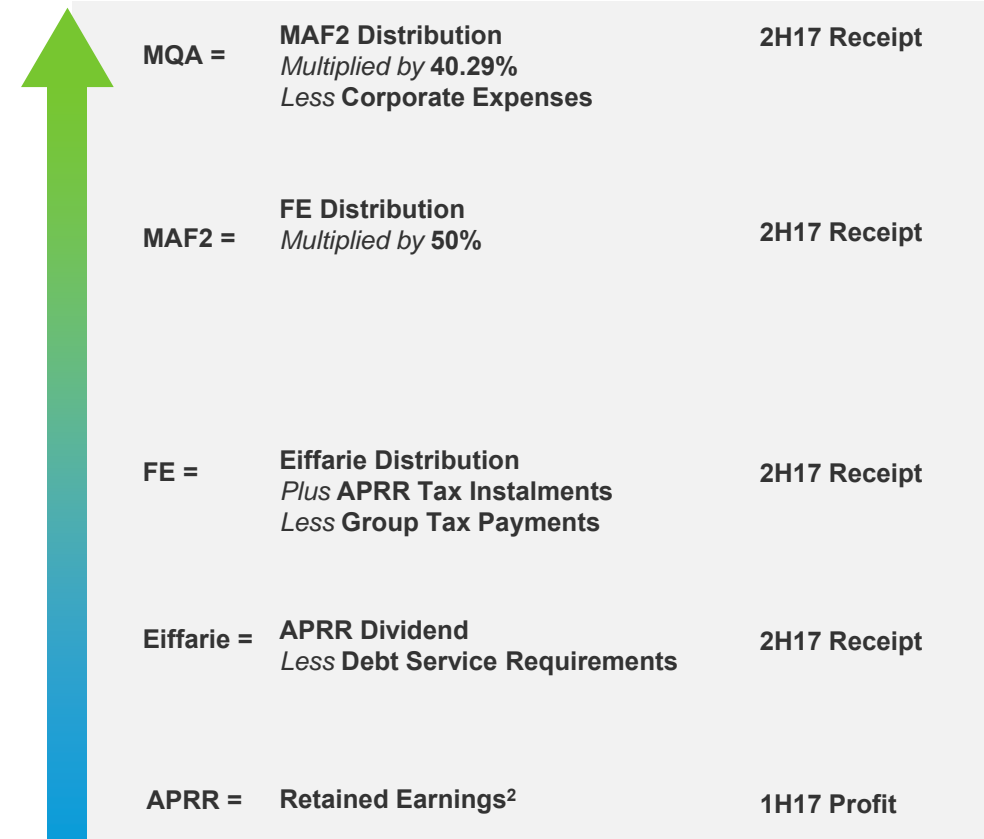 MQA = MAF2 Distribution 2H17 Receipt
Multiplied by 40.29%
Less Corporate Expenses
MAF2 = FE Distribution 2H17 Receipt
Multiplied by 50%
FE = Eiffarie Distribution 2H17 Receipt
Plus APRR Tax Instalments
Less Group Tax Payments
Eiffarie = APRR Dividend 2H17 Receipt
Less Debt Service Requirements
APRR = Retained Earnings² 1H17 Profit